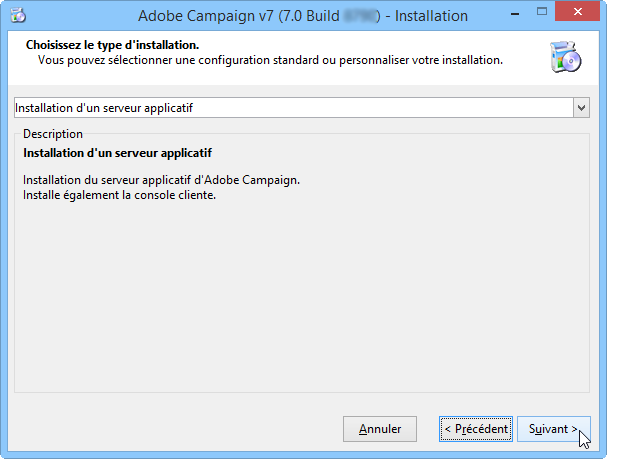 Adobe Campaign v7 (7.0 Build ) - Installation
Choisissez le type d'installation.
Vous pouvez sélectionner une configuration standard ou personnaliser votre installation.
Installation d'un serveur applicatif
Description
Installation d'un serveur applicatif
Installation du serveur applicatif d'Adobe Campaign.
Installe également la console cliente.
Annuler
< Précédent
Suivant >